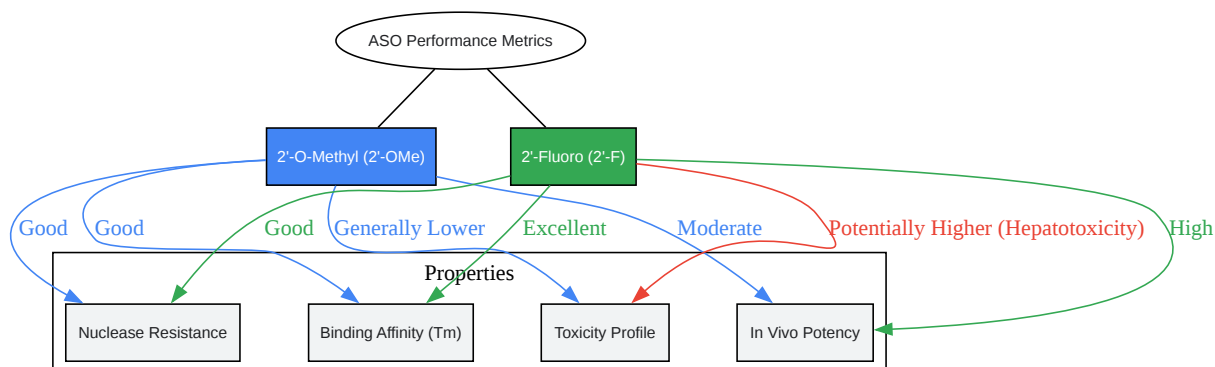 ASO Performance Metrics
2'-O-Methyl (2'-OMe)
2'-Fluoro (2'-F)
Good
Good
Good
Generally Lower
Excellent
Moderate
Potentially Higher (Hepatotoxicity)
High
Properties
Nuclease Resistance
Binding Affinity (Tm)
Toxicity Profile
In Vivo Potency